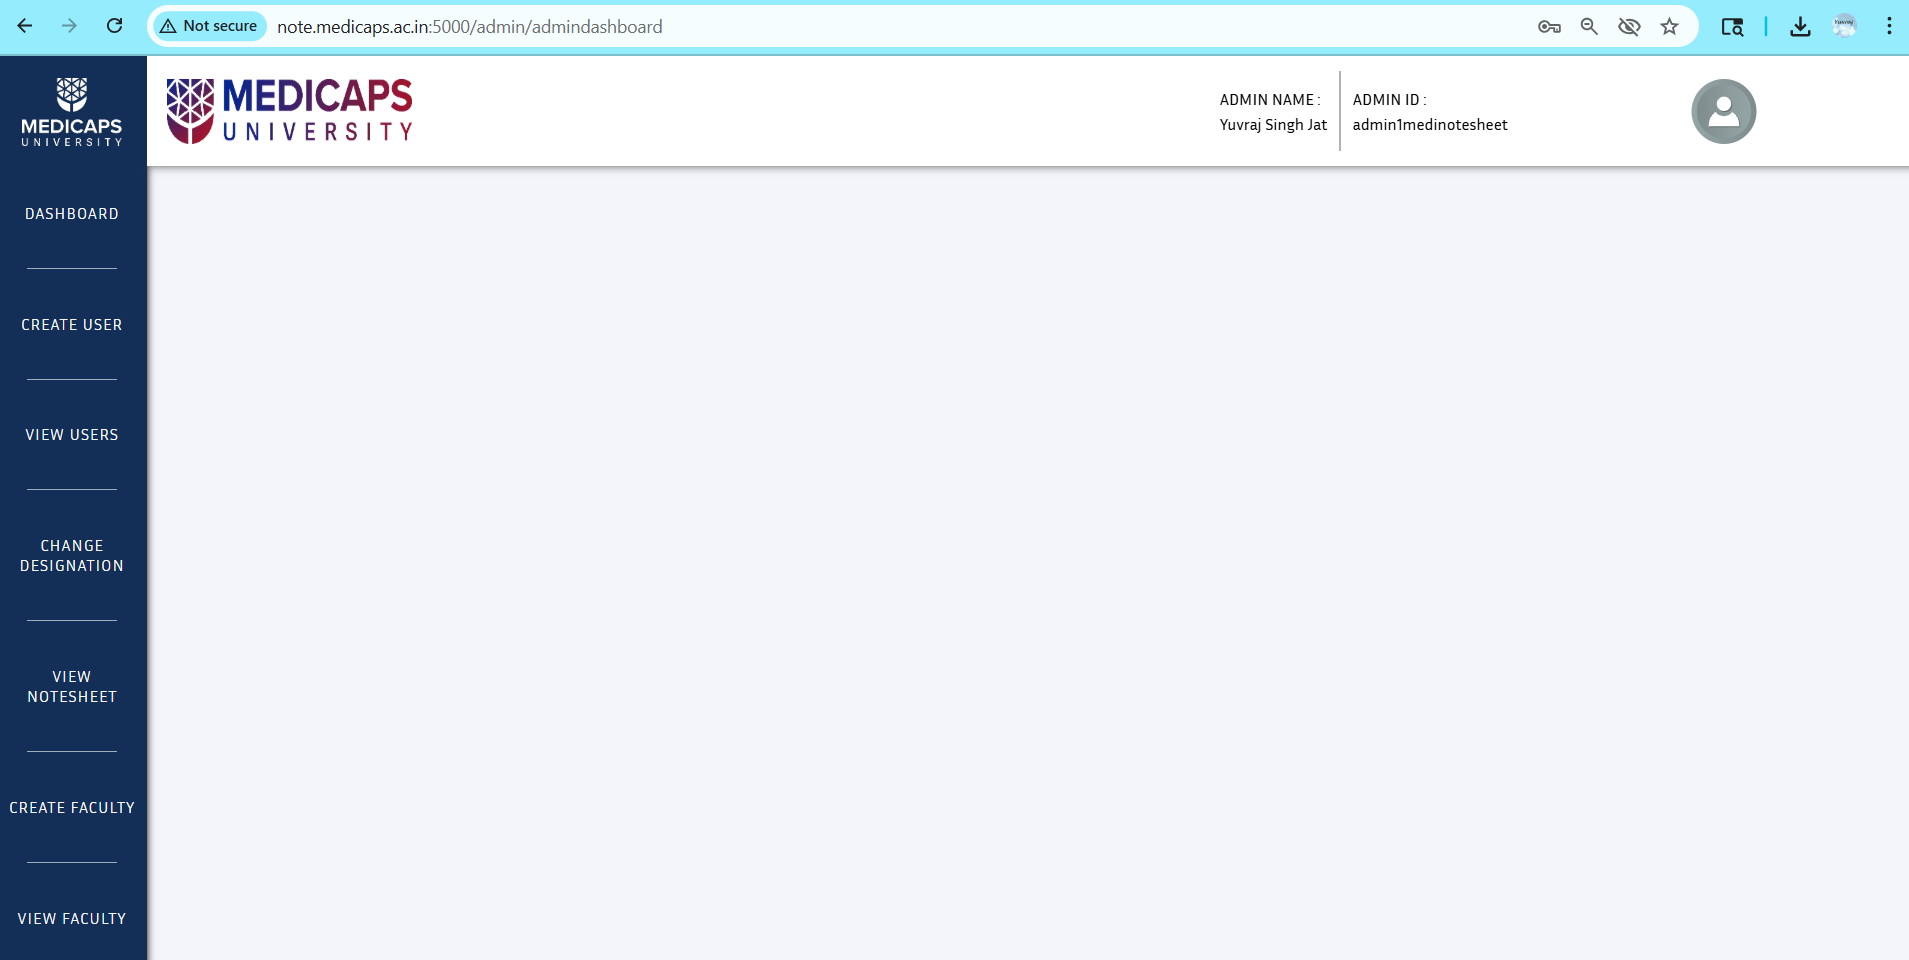 Not secure
note.medicaps.ac.in:5000/admin/admindashboard
MEDICAPS
UNIVERSITY
DASHBOARD
CREATE USER
VIEW USERS
CHANGE
DESIGNATION
VIEW
NOTESHEET
CREATE FACULTY
VIEW FACULTY
MEDICAPS
UNIVERSITY
ADMIN NAME :
Yuvraj Singh Jat
ADMIN ID :
admin1medinotesheet